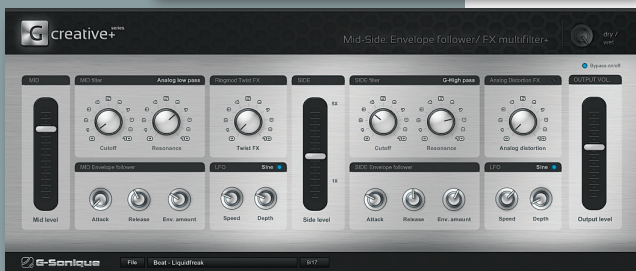 G creative+ series
Mid-Side: Envelope follower/ FX multifilter+
dry / wet
Bypass on/off
MID
MID filter Analog low pass
Ringmod Twist FX
SIDE
SIDE filter G-High pass
Analog Distortion FX
OUTPUT VOL.
5X
Cutoff Resonance
Twist FX
Cutoff Resonance
Analog distortion
MID Envelope follower
LFO Sine
1X
SIDE Envelope follower
LFO Sine
Mid level
Attack Release Env. amount
Speed Depth
Side level
Attack Release Env. amount
Speed Depth
Output level
G-Sonique
File
Beat - Liquidfreak
9/17